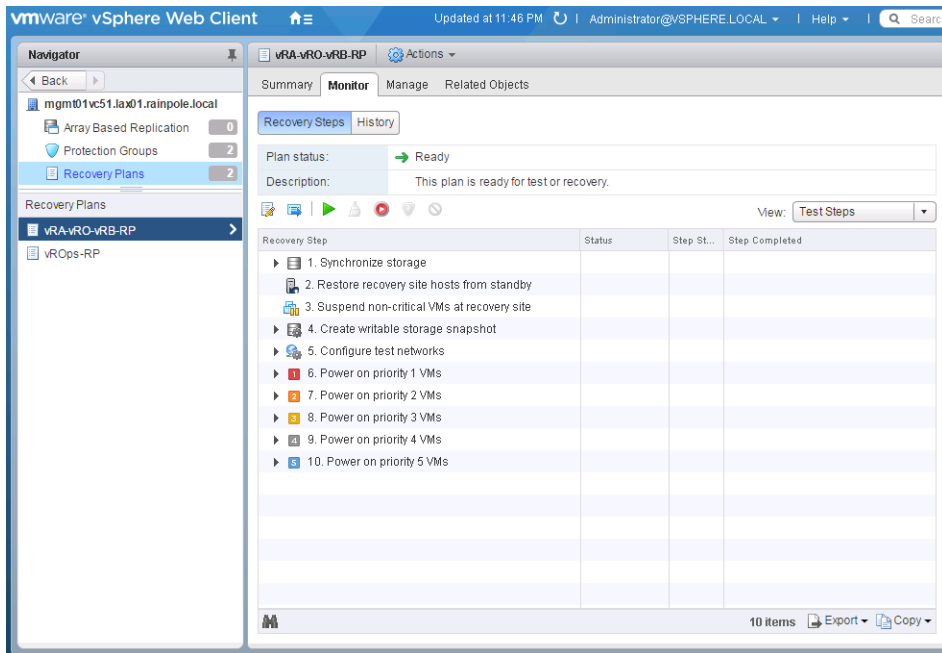 vmware® vSphere Web Client Updated at 11:46 PM | Administrator@VSPHERE.LOCAL | Help | Searc
Navigator
Back
mgmt01vc51.lax01.rainpole.local
Array Based Replication 0
Protection Groups 2
Recovery Plans 2
Recovery Plans
vRA-vRO-vRB-RP
vROps-RP
vRA-vRO-vRB-RP Actions
Summary Monitor Manage Related Objects
Recovery Steps History
Plan status: Ready
Description: This plan is ready for test or recovery.
View: Test Steps
Recovery Step Status Step St... Step Completed
1. Synchronize storage
2. Restore recovery site hosts from standby
3. Suspend non-critical VMs at recovery site
4. Create writable storage snapshot
5. Configure test networks
1 6. Power on priority 1 VMs
2 7. Power on priority 2 VMs
3 8. Power on priority 3 VMs
4 9. Power on priority 4 VMs
5 10. Power on priority 5 VMs
10 items Export Copy